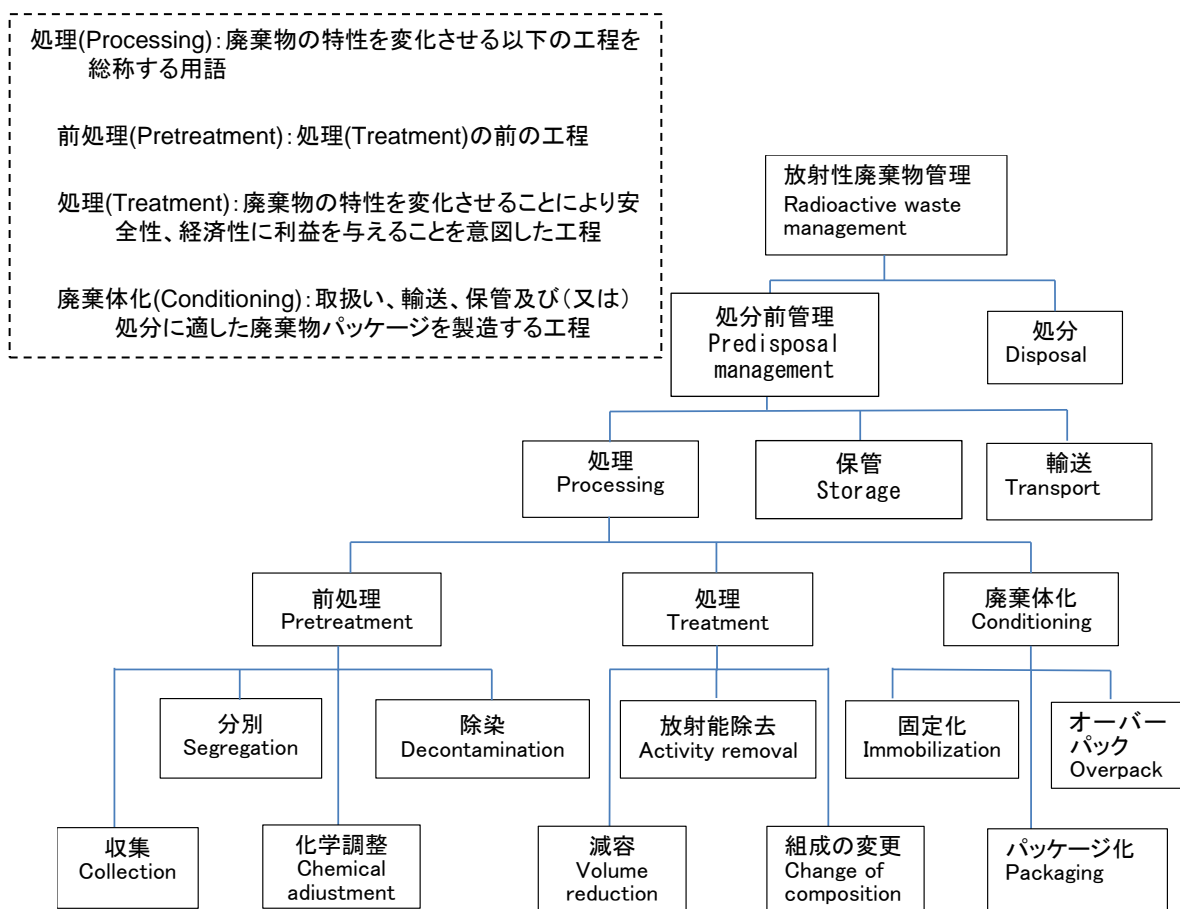 処理(Processing)：廃棄物の特性を変化させる以下の工程を
総称する用語
前処理(Pretreatment)：処理(Treatment)の前の工程
処理(Treatment)：廃棄物の特性を変化させることにより安
全性、経済性に利益を与えることを意図した工程
廃棄体化(Conditioning)：取扱い、輸送、保管及び（又は）
処分に適した廃棄物パッケージを製造する工程
放射性廃棄物管理
Radioactive waste
management
処分前管理
Predisposal
management
処分
Disposal
処理
Processing
保管
Storage
輸送
Transport
前処理
Pretreatment
処理
Treatment
廃棄体化
Conditioning
分別
Segregation
除染
Decontamination
放射能除去
Activity removal
固定化
Immobilization
オーバー
パック
Overpack
収集
Collection
化学調整
Chemical
adiustment
減容
Volume
reduction
組成の変更
Change of
composition
パッケージ化
Packaging